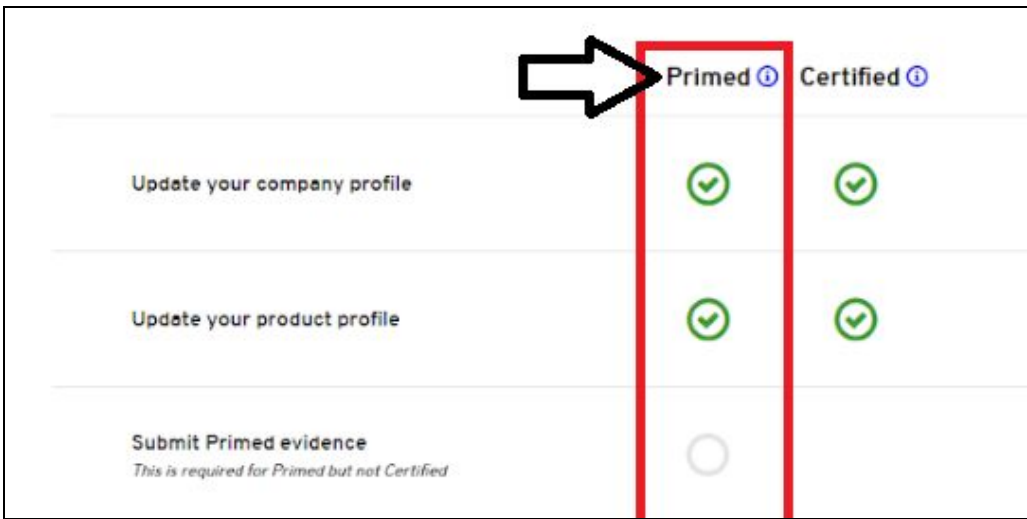 Primed Certified
Update your company profile
Update your product profile
Submit Primed evidence
This is required for Primed but not Certified